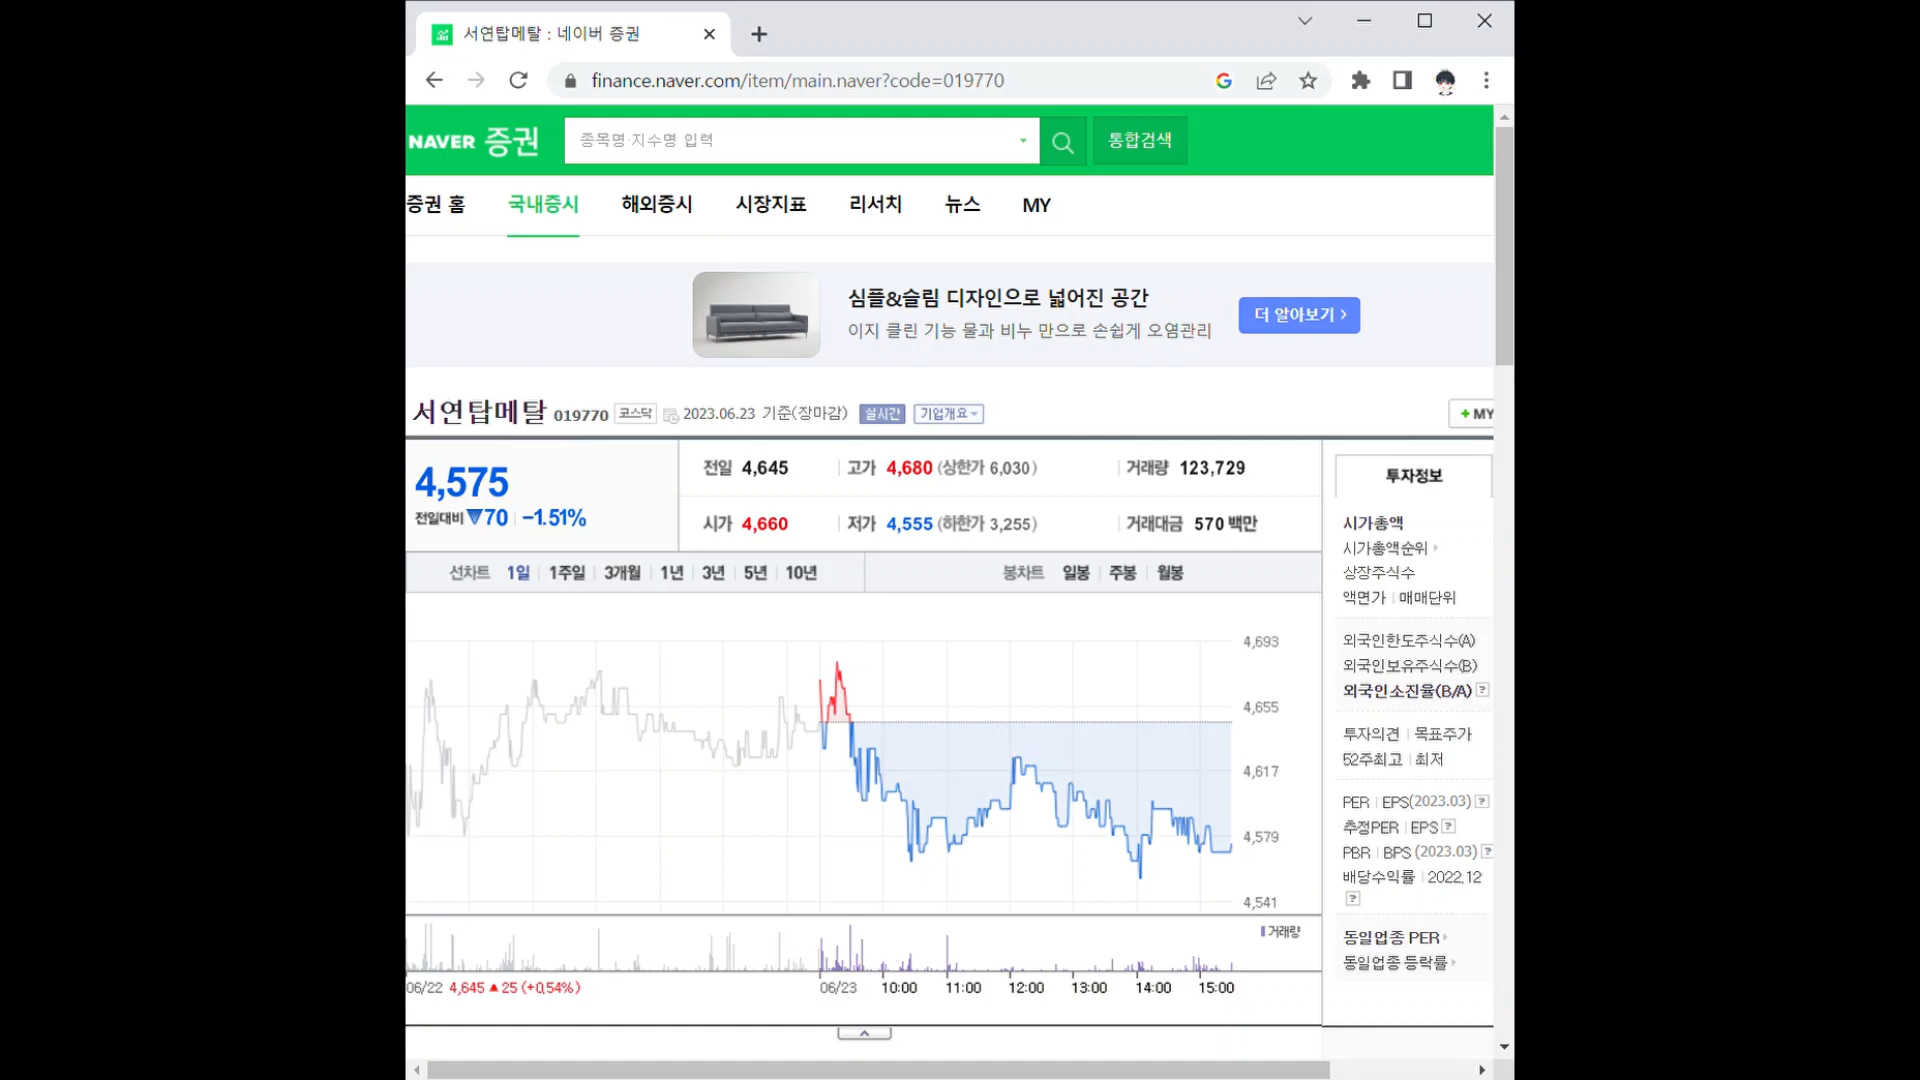 서연탑메탈 : 네이버 증권
finance.naver.com/item/main.naver?code=019770
NAVER 증권 종목명·지수명 입력 통합검색
증권 홈 국내증시 해외증시 시장지표 리서치 뉴스 MY
심플&슬림 디자인으로 넓어진 공간
이지 클린 기능 물과 비누 만으로 손쉽게 오염관리
더 알아보기 >
서연탑메탈 019770 코스닥 2023.06.23 기준(장마감) 실시간 기업개요
+ MY
4,575
전일대비 ▼70 -1.51%
전일 4,645 고가 4,680 (상한가 6,030) 거래량 123,729
시가 4,660 저가 4,555 (하한가 3,255) 거래대금 570 백만
선차트 1일 1주일 3개월 1년 3년 5년 10년 봉차트 일봉 주봉 월봉
4,693
4,655
4,617
4,579
4,541
거래량
06/22 4,645 ▲ 25 (+0.54%) 06/23 10:00 11:00 12:00 13:00 14:00 15:00
투자정보
시가총액
시가총액순위
상장주식수
액면가 매매단위
외국인한도주식수(A)
외국인보유주식수(B)
외국인소진율(B/A) ?
투자의견 목표주가
52주최고 최저
PER EPS(2023.03) ?
추정PER EPS ?
PBR BPS (2023.03) ?
배당수익률 2022.12
?
동일업종 PER
동일업종 등락률